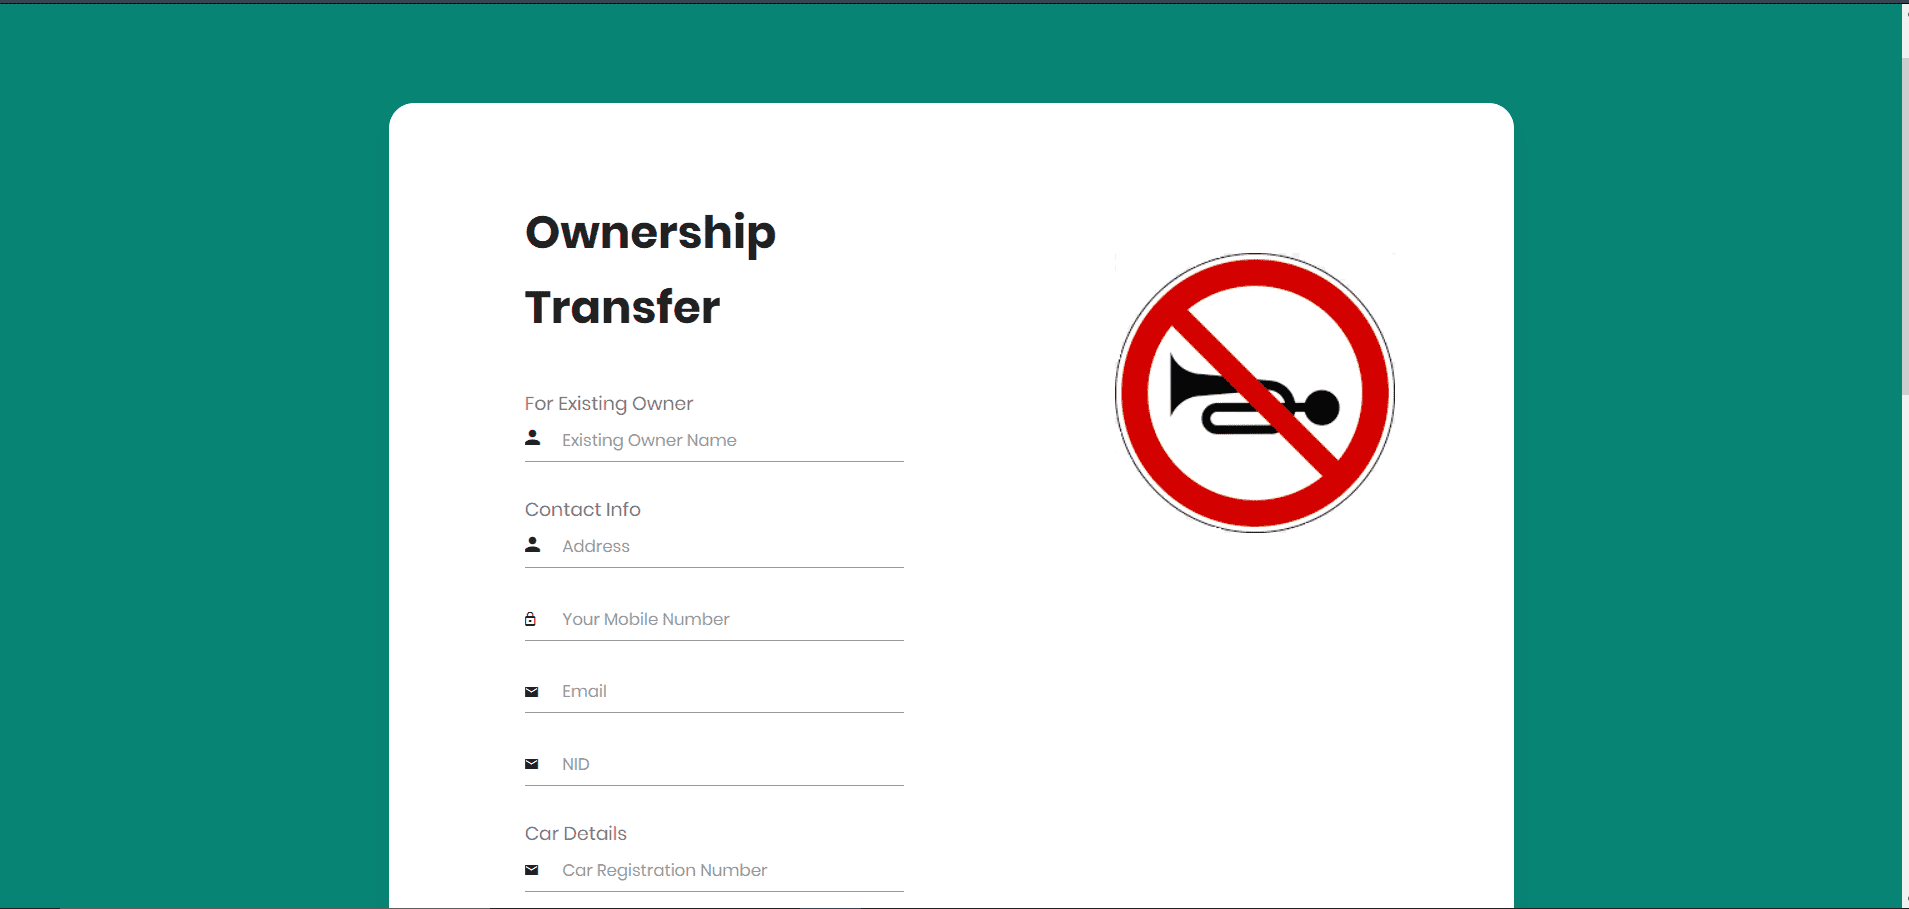 Ownership
Transfer
For Existing Owner
Existing Owner Name
Contact Info
Address
Your Mobile Number
Email
NID
Car Details
Car Registration Number